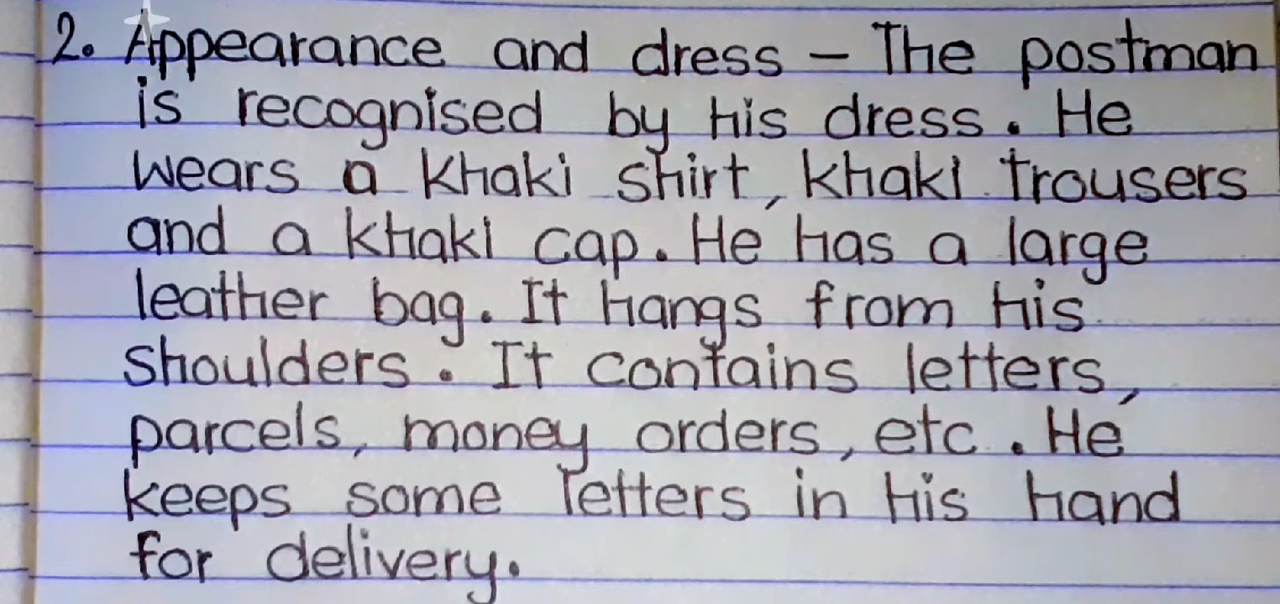 2. Appearance and dress – The postman
is recognised by his dress. He
wears a khaki shirt, khaki trousers
and a khaki cap. He has a large
leather bag. It hangs from his
shoulders. It contains letters,
parcels, money orders, etc. He
keeps some letters in his hand
for delivery.